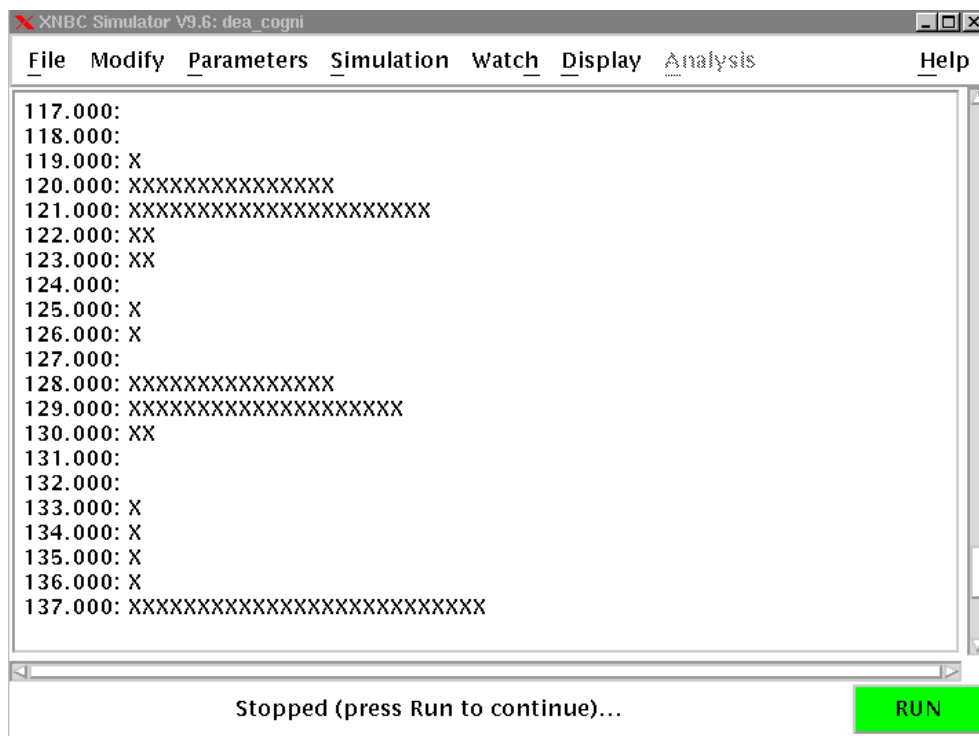 XNBC Simulator V9.6: dea_cogni
File Modify Parameters Simulation Watch Display Analysis Help
117.000:
118.000:
119.000: X
120.000: XXXXXXXXXXXXXXX
121.000: XXXXXXXXXXXXXXXXXXXXXX
122.000: XX
123.000: XX
124.000:
125.000: X
126.000: X
127.000:
128.000: XXXXXXXXXXXXXXX
129.000: XXXXXXXXXXXXXXXXXXXX
130.000: XX
131.000:
132.000:
133.000: X
134.000: X
135.000: X
136.000: X
137.000: XXXXXXXXXXXXXXXXXXXXXXXXXX
Stopped (press Run to continue)... RUN